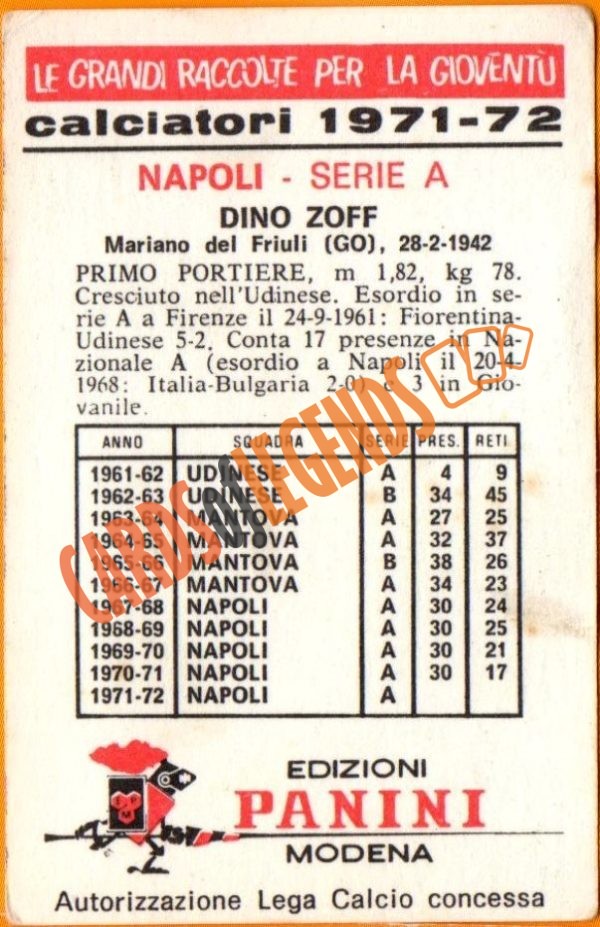 LE GRANDI RACCOLTE PER LA GIOVENTÙ
calciatori 1971-72
NAPOLI - SERIE A
DINO ZOFF
Mariano del Friuli (GO), 28-2-1942
PRIMO PORTIERE, m 1,82, kg 78.
Cresciuto nell'Udinese. Esordio in se-
rie A a Firenze il 24-9-1961: Fiorentina-
Udinese 5-2. Conta 17 presenze in Na-
zionale A (esordio a Napoli il 20-4-
1968: Italia-Bulgaria 2-0) e 3 in Gio-
vanile.
ANNO SQUADRA SERIE PRES. RETI
1961-62 UDINESE A 4 9
1962-63 UDINESE B 34 45
1963-64 MANTOVA A 27 25
1964-65 MANTOVA A 32 37
1965-66 MANTOVA B 38 26
1966-67 MANTOVA A 34 23
1967-68 NAPOLI A 30 24
1968-69 NAPOLI A 30 25
1969-70 NAPOLI A 30 21
1970-71 NAPOLI A 30 17
1971-72 NAPOLI A
CARDS of LEGENDS
EDIZIONI
PANINI
MODENA
Autorizzazione Lega Calcio concessa